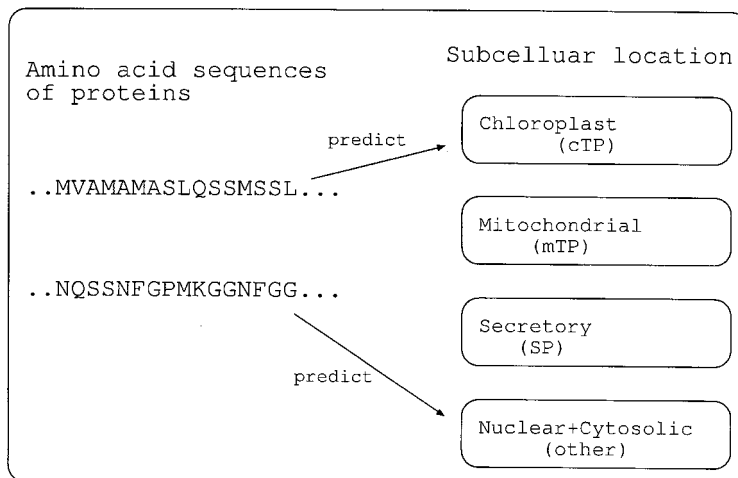 Amino acid sequences
of proteins
Subcelluar location
predict
Chloroplast
(cTP)
..MVAMAMASLQSSMSSL...
Mitochondrial
(mTP)
..NQSSNFGPMKGGNFGG...
Secretory
(SP)
predict
Nuclear+Cytosolic
(other)